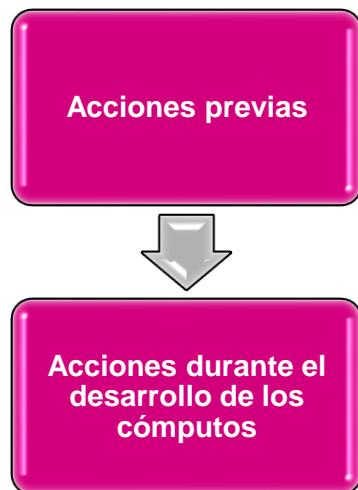 Acciones previas
Acciones durante el
desarrollo de los
cómputos